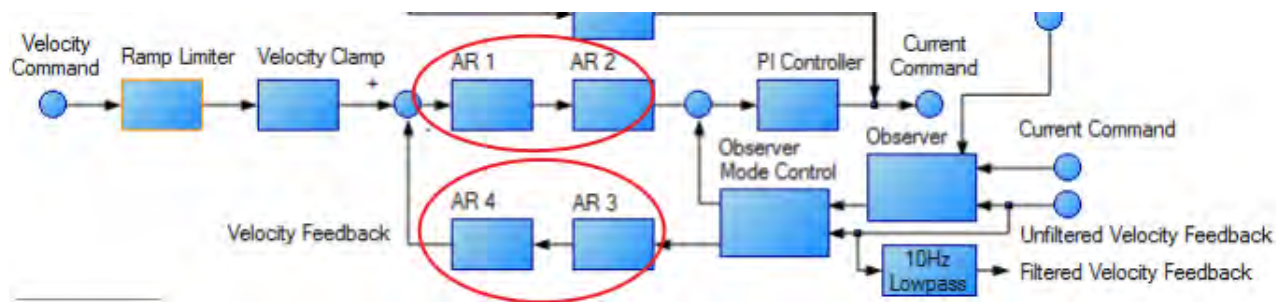 Velocity
Command
Ramp Limiter
Velocity Clamp
+
-
AR 1
AR 2
PI Controller
Current
Command
Observer
Current Command
Observer
Mode Control
AR 4
AR 3
Velocity Feedback
Unfiltered Velocity Feedback
10Hz
Lowpass
Filtered Velocity Feedback